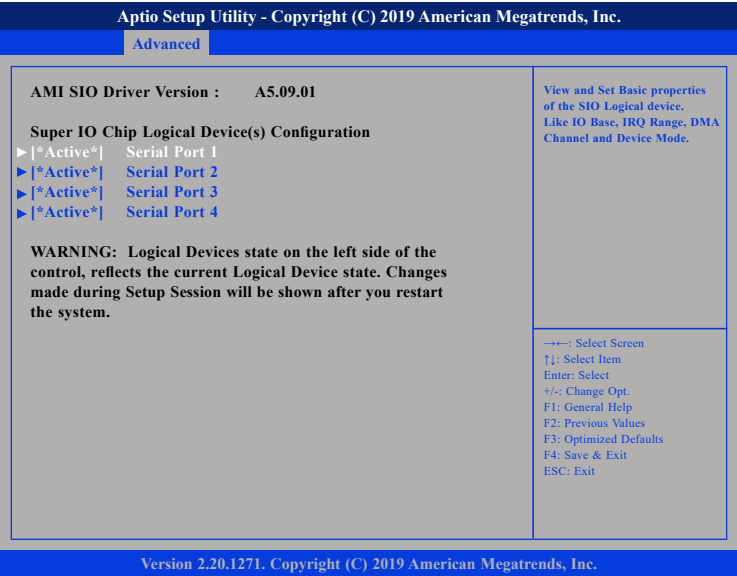 Aptio Setup Utility - Copyright (C) 2019 American Megatrends, Inc.
Advanced
AMI SIO Driver Version : A5.09.01
Super IO Chip Logical Device(s) Configuration
►[*Active*] Serial Port 1
►[*Active*] Serial Port 2
►[*Active*] Serial Port 3
►[*Active*] Serial Port 4
WARNING: Logical Devices state on the left side of the
control, reflects the current Logical Device state. Changes
made during Setup Session will be shown after you restart
the system.
View and Set Basic properties
of the SIO Logical device.
Like IO Base, IRQ Range, DMA
Channel and Device Mode.
→←: Select Screen
↑↓: Select Item
Enter: Select
+/-: Change Opt.
F1: General Help
F2: Previous Values
F3: Optimized Defaults
F4: Save & Exit
ESC: Exit
Version 2.20.1271. Copyright (C) 2019 American Megatrends, Inc.